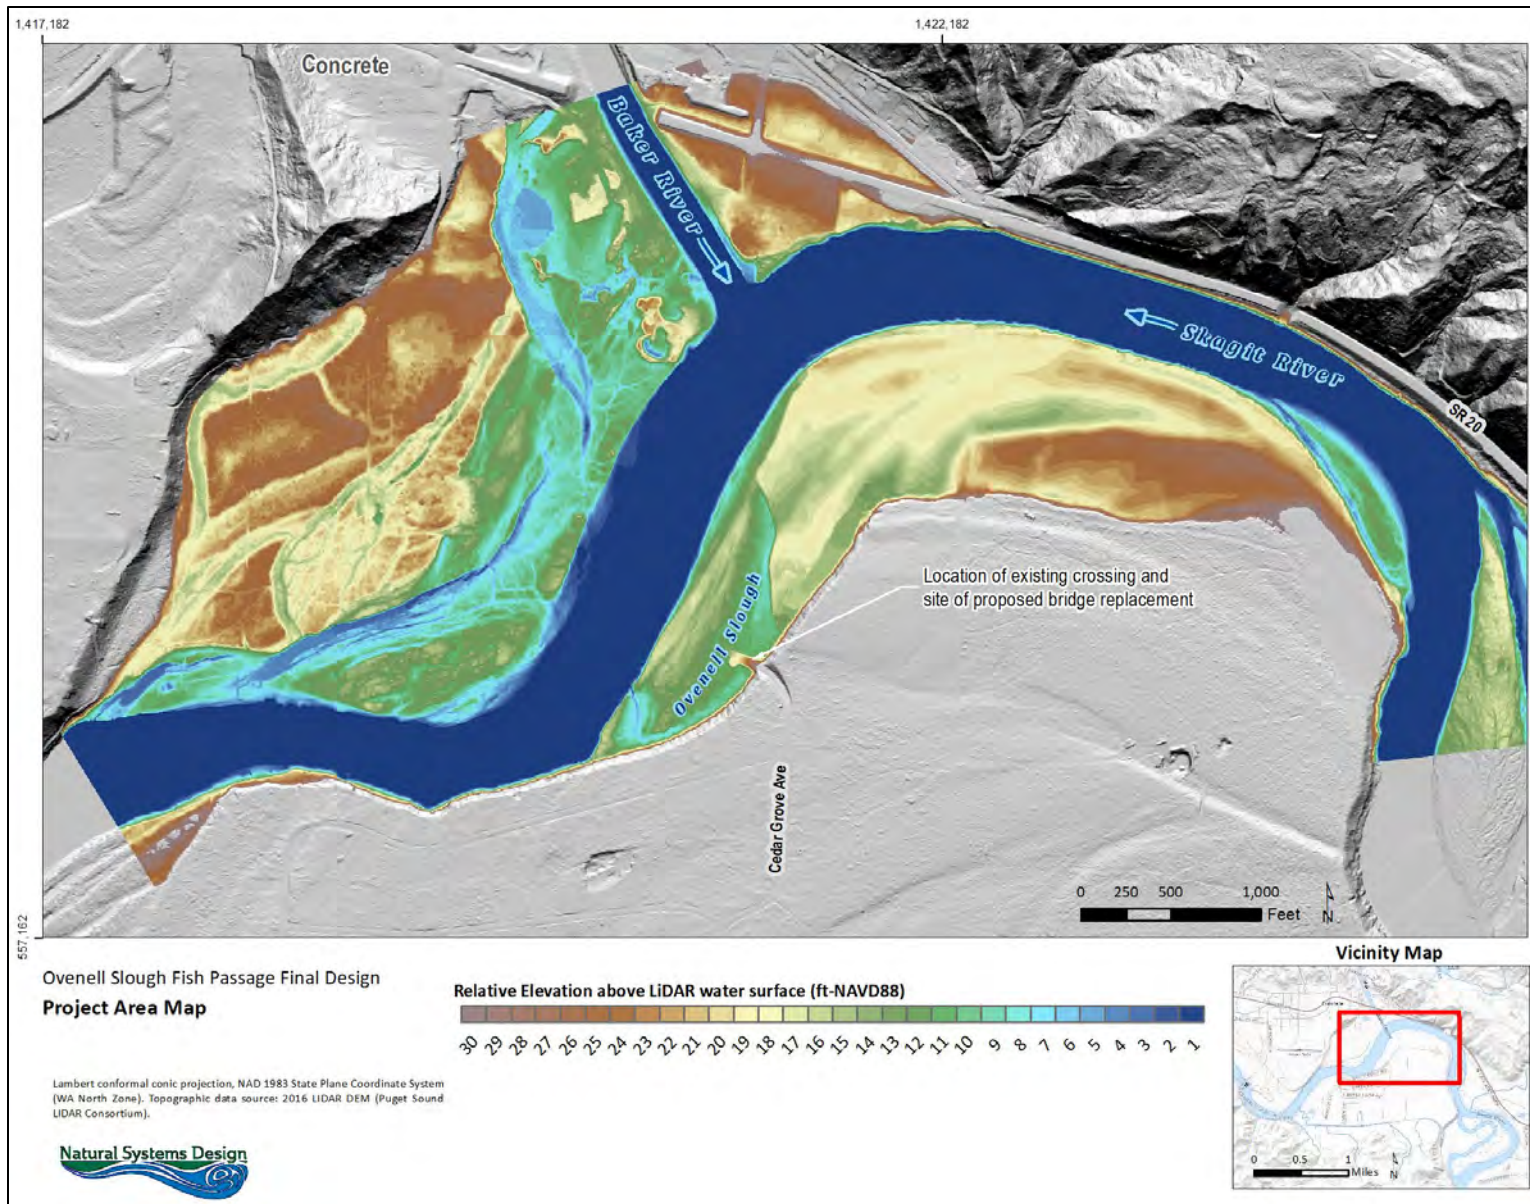 1,417,182
1,422,182
Concrete
Baker River
Skagit River
SR 20
Location of existing crossing and
site of proposed bridge replacement
Ovenell Slough
Cedar Grove Ave
0 250 500 1,000
Feet
N
557,162
Ovenell Slough Fish Passage Final Design
Project Area Map
Relative Elevation above LiDAR water surface (ft-NAVD88)
30 29 28 27 26 25 24 23 22 21 20 19 18 17 16 15 14 13 12 11 10 9 8 7 6 5 4 3 2 1
Lambert conformal conic projection, NAD 1983 State Plane Coordinate System
(WA North Zone). Topographic data source: 2016 LIDAR DEM (Puget Sound
LIDAR Consortium).
Natural Systems Design
Vicinity Map
0 0.5 1
Miles
N